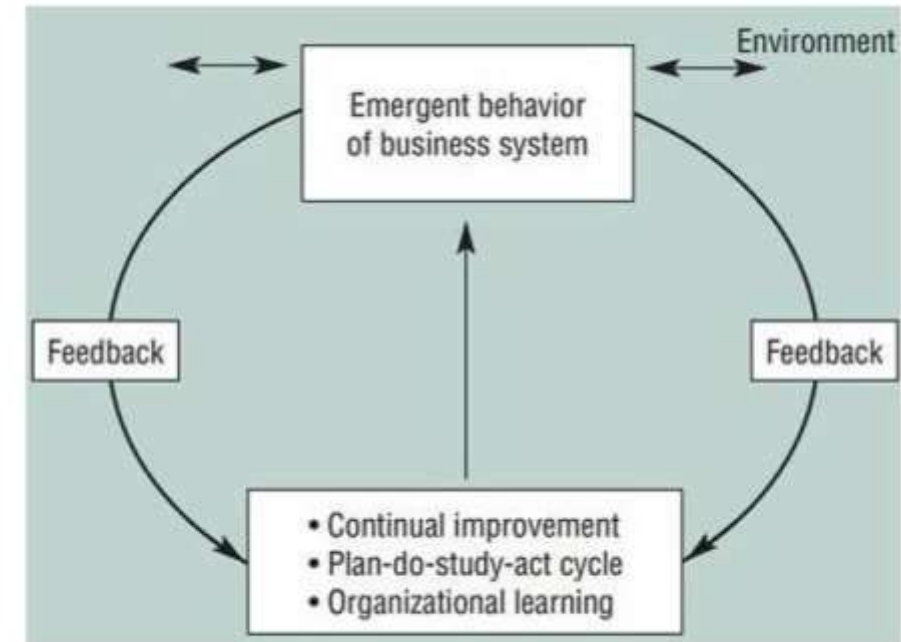 Environment
Emergent behavior
of business system
Feedback
Feedback
• Continual improvement
• Plan-do-study-act cycle
• Organizational learning